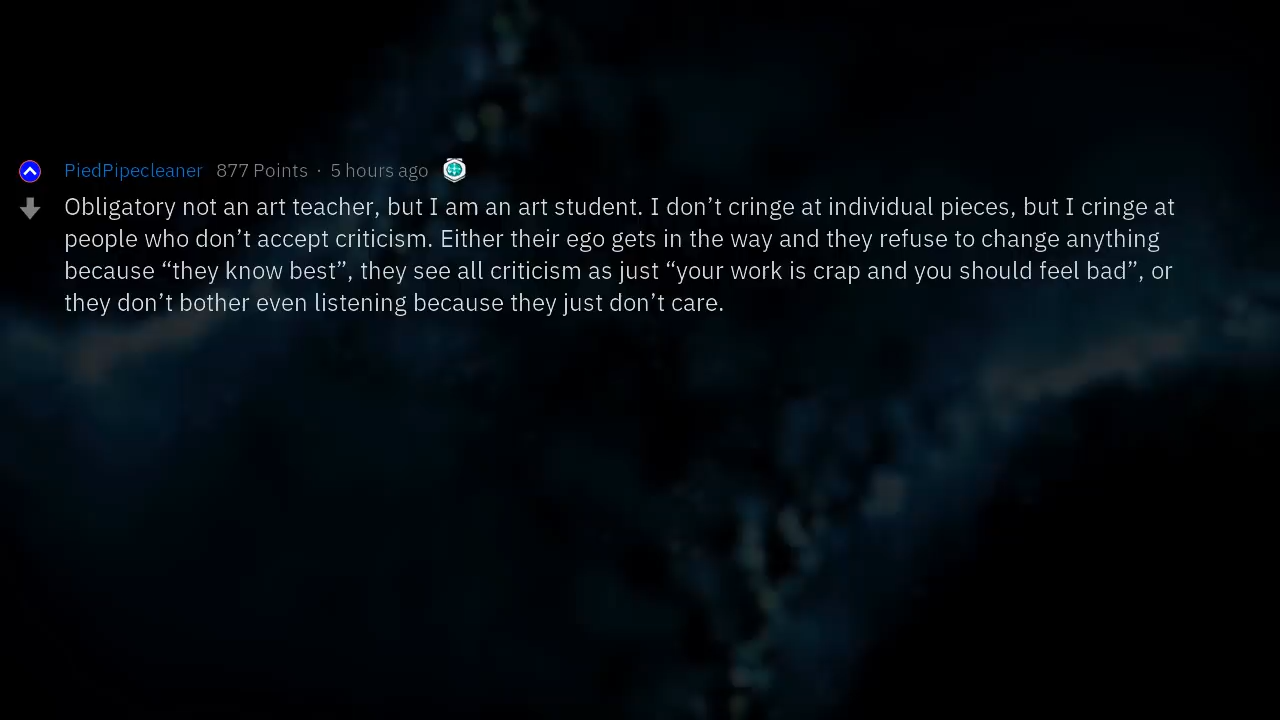 PiedPipecleaner 877 Points · 5 hours ago
Obligatory not an art teacher, but I am an art student. I don’t cringe at individual pieces, but I cringe at
people who don’t accept criticism. Either their ego gets in the way and they refuse to change anything
because “they know best”, they see all criticism as just “your work is crap and you should feel bad”, or
they don’t bother even listening because they just don’t care.